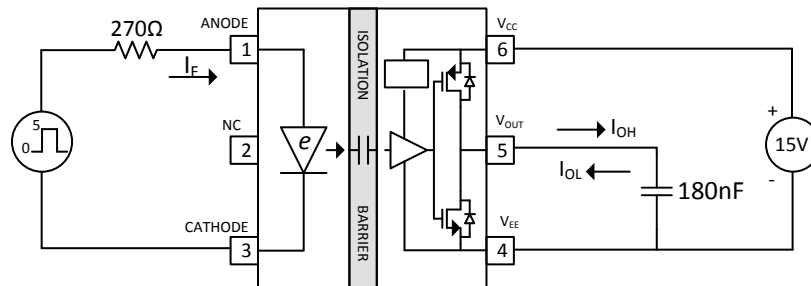 270Ω
ANODE
1
I_F
ISOLATION
V_CC
6
5
0
NC
2
e
V_OUT
5
I_OH
I_OL
+
15V
-
180nF
CATHODE
3
BARRIER
V_EE
4